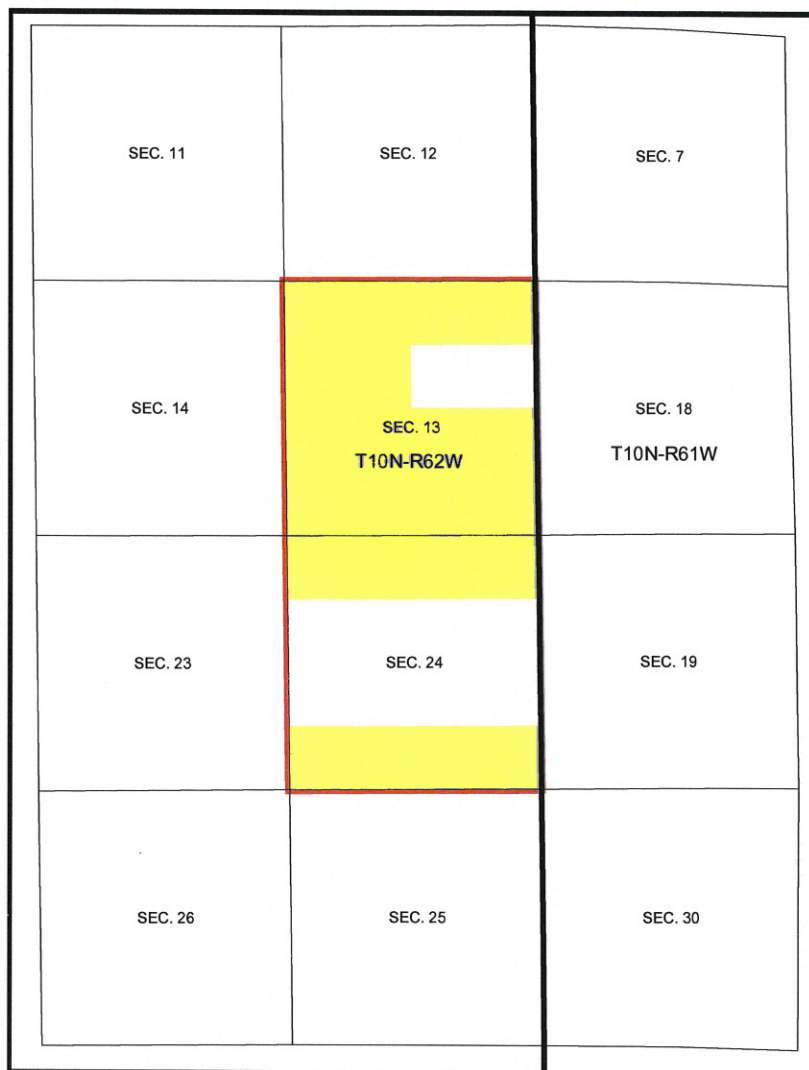 SEC. 11
SEC. 12
SEC. 7
SEC. 14
SEC. 13
T10N-R62W
SEC. 18
T10N-R61W
SEC. 23
SEC. 24
SEC. 19
SEC. 26
SEC. 25
SEC. 30